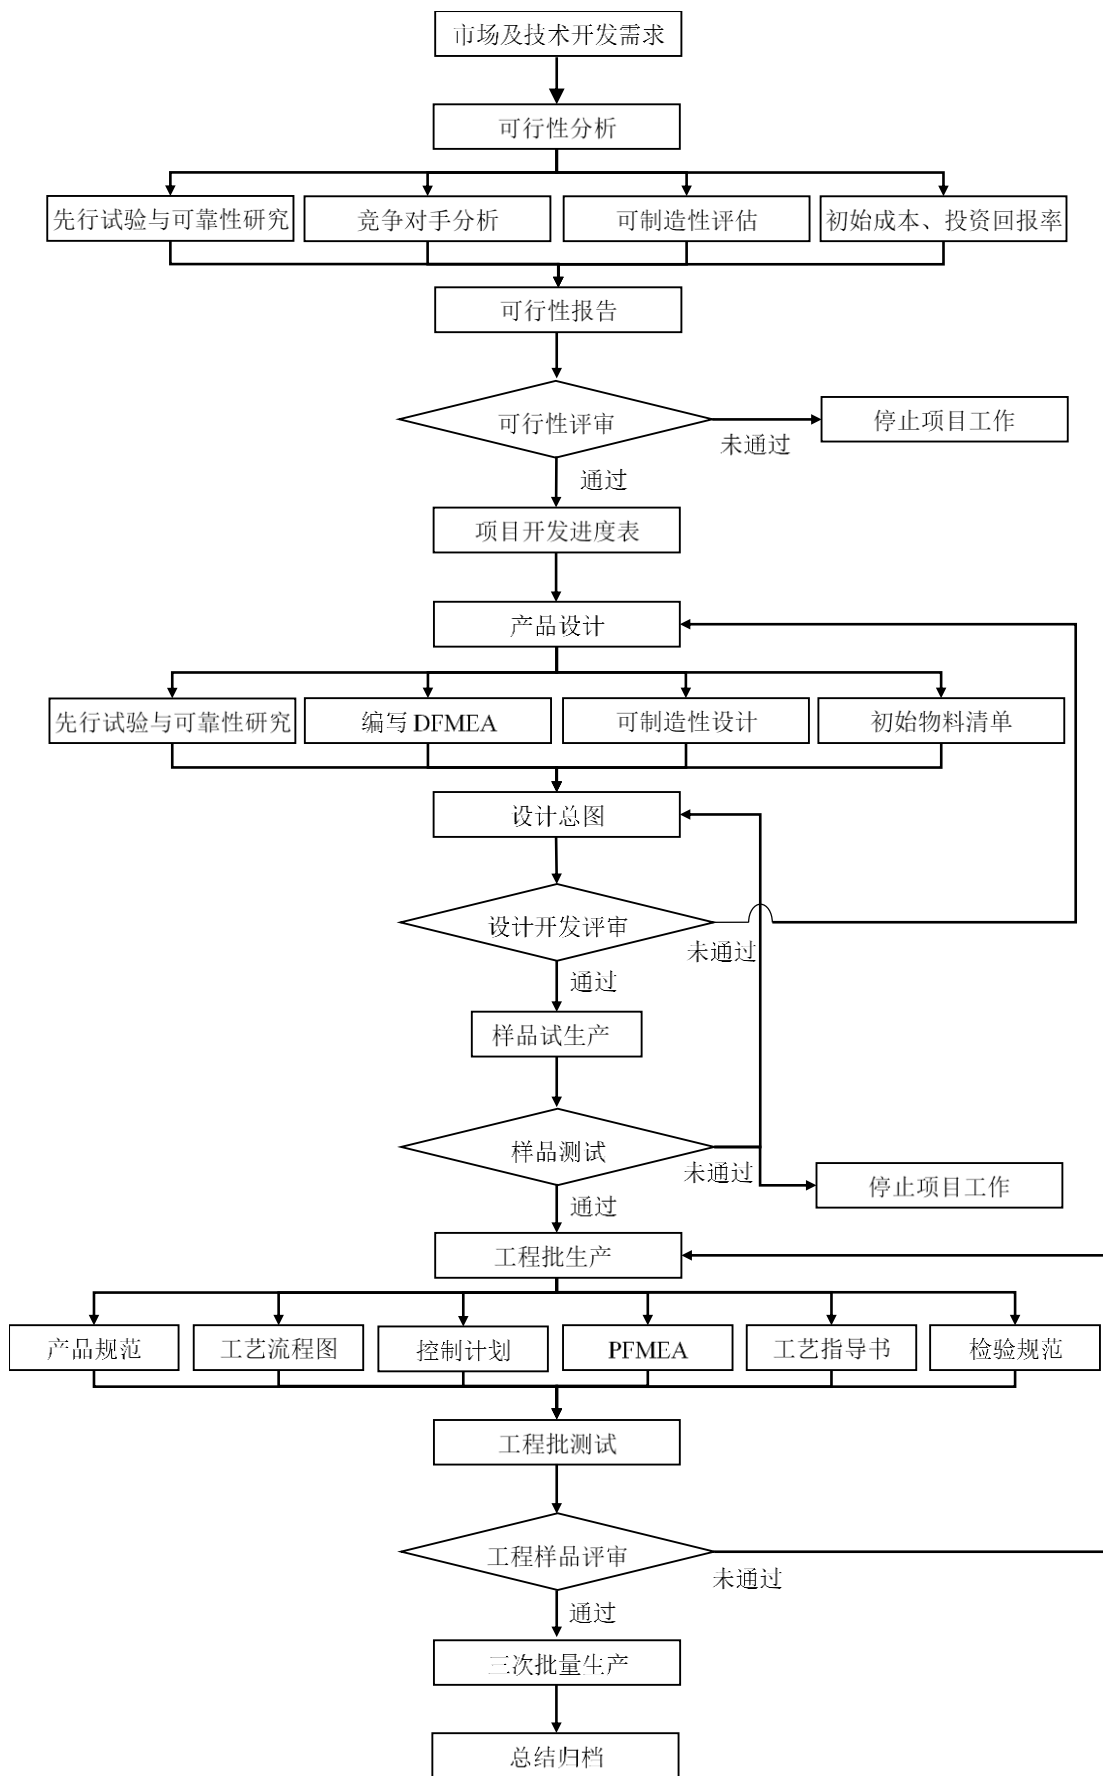 市场及技术开发需求
可行性分析
先行试验与可靠性研究
竞争对手分析
可制造性评估
初始成本、投资回报率
可行性报告
可行性评审
停止项目工作
未通过
通过
项目开发进度表
产品设计
先行试验与可靠性研究
编写 DFMEA
可制造性设计
初始物料清单
设计总图
设计开发评审
未通过
通过
样品试生产
样品测试
未通过
停止项目工作
通过
工程批生产
产品规范
工艺流程图
控制计划
PFMEA
工艺指导书
检验规范
工程批测试
工程样品评审
未通过
通过
三次批量生产
总结归档